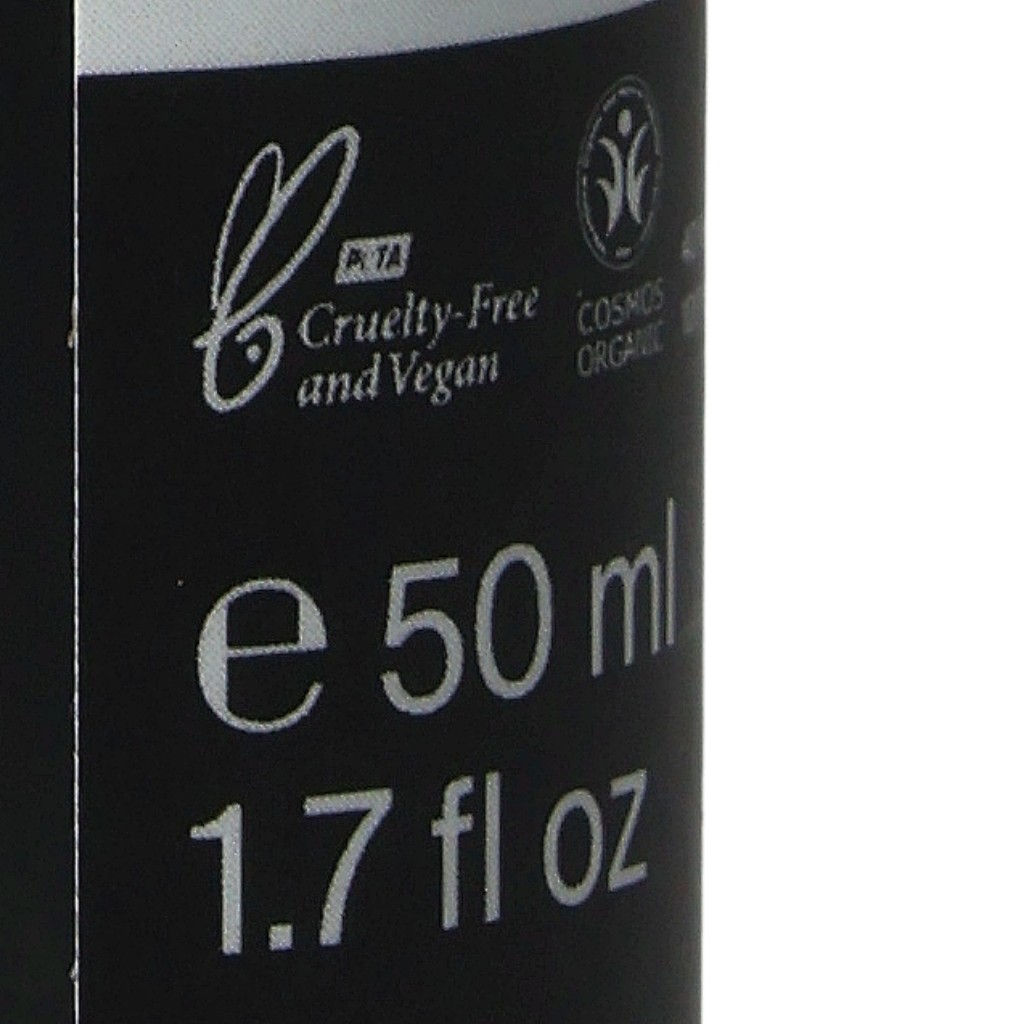 PETA
Cruelty-Free
and Vegan
COSMOS
ORGANIC
e 50 ml
1.7 fl oz